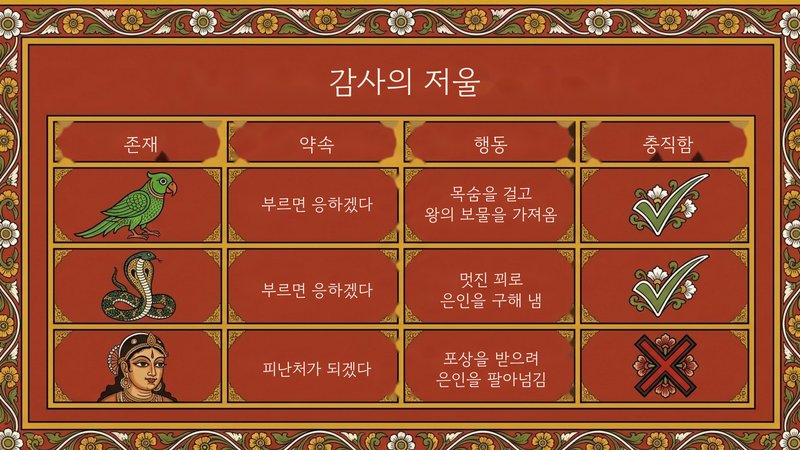 감사의 저울
존재
약속
행동
충직함
부르면 응하겠다
목숨을 걸고
왕의 보물을 가져옴
부르면 응하겠다
멋진 꾀로
은인을 구해 냄
피난처가 되겠다
포상을 받으려
은인을 팔아넘김